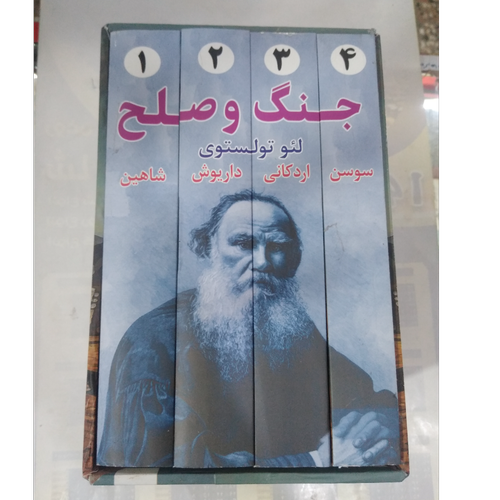 ۴ ۳ ۲ ۱
جنگ و صلح
لئو تولستوی
سوسن اردکانی داریوش شاهین